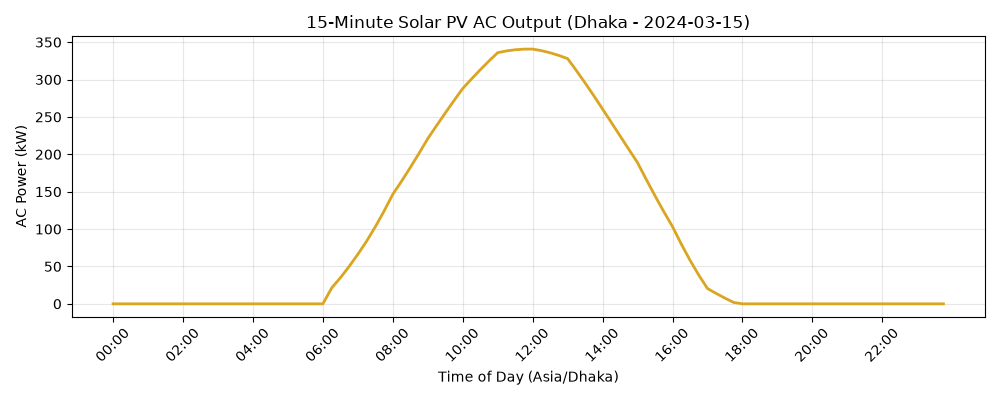 15-Minute Solar PV AC Output (Dhaka - 2024-03-15)
AC Power (kW)
350
300
250
200
150
100
50
0
00:00 02:00 04:00 06:00 08:00 10:00 12:00 14:00 16:00 18:00 20:00 22:00
Time of Day (Asia/Dhaka)